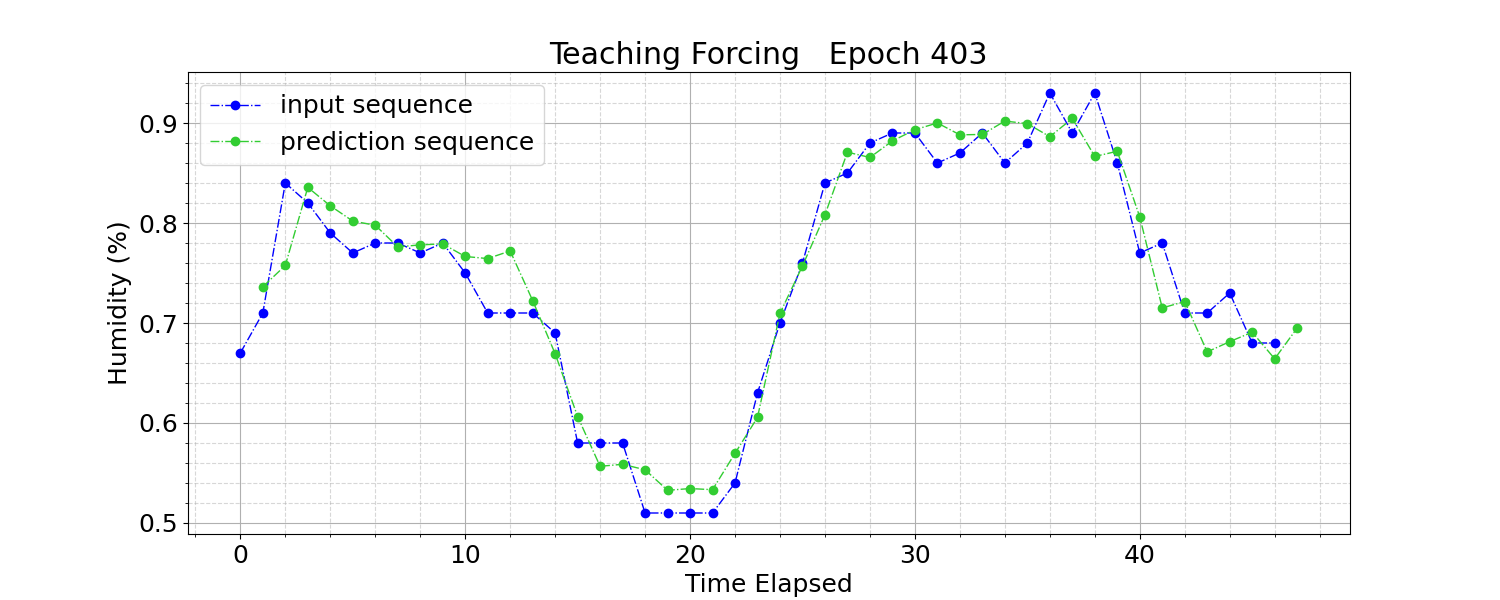 Teaching Forcing   Epoch 403
input sequence
prediction sequence
Humidity (%)
0.9
0.8
0.7
0.6
0.5
0 10 20 30 40
Time Elapsed